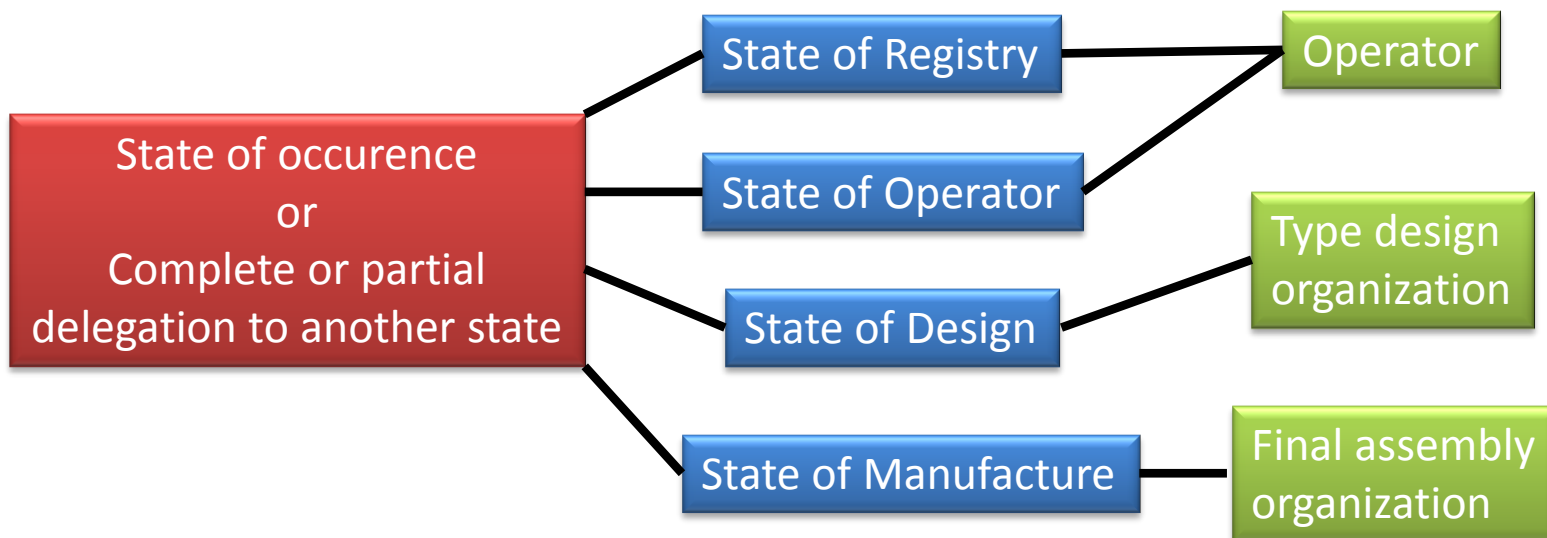 State of occurence
or
Complete or partial
delegation to another state
State of Registry
State of Operator
State of Design
State of Manufacture
Operator
Type design
organization
Final assembly
organization